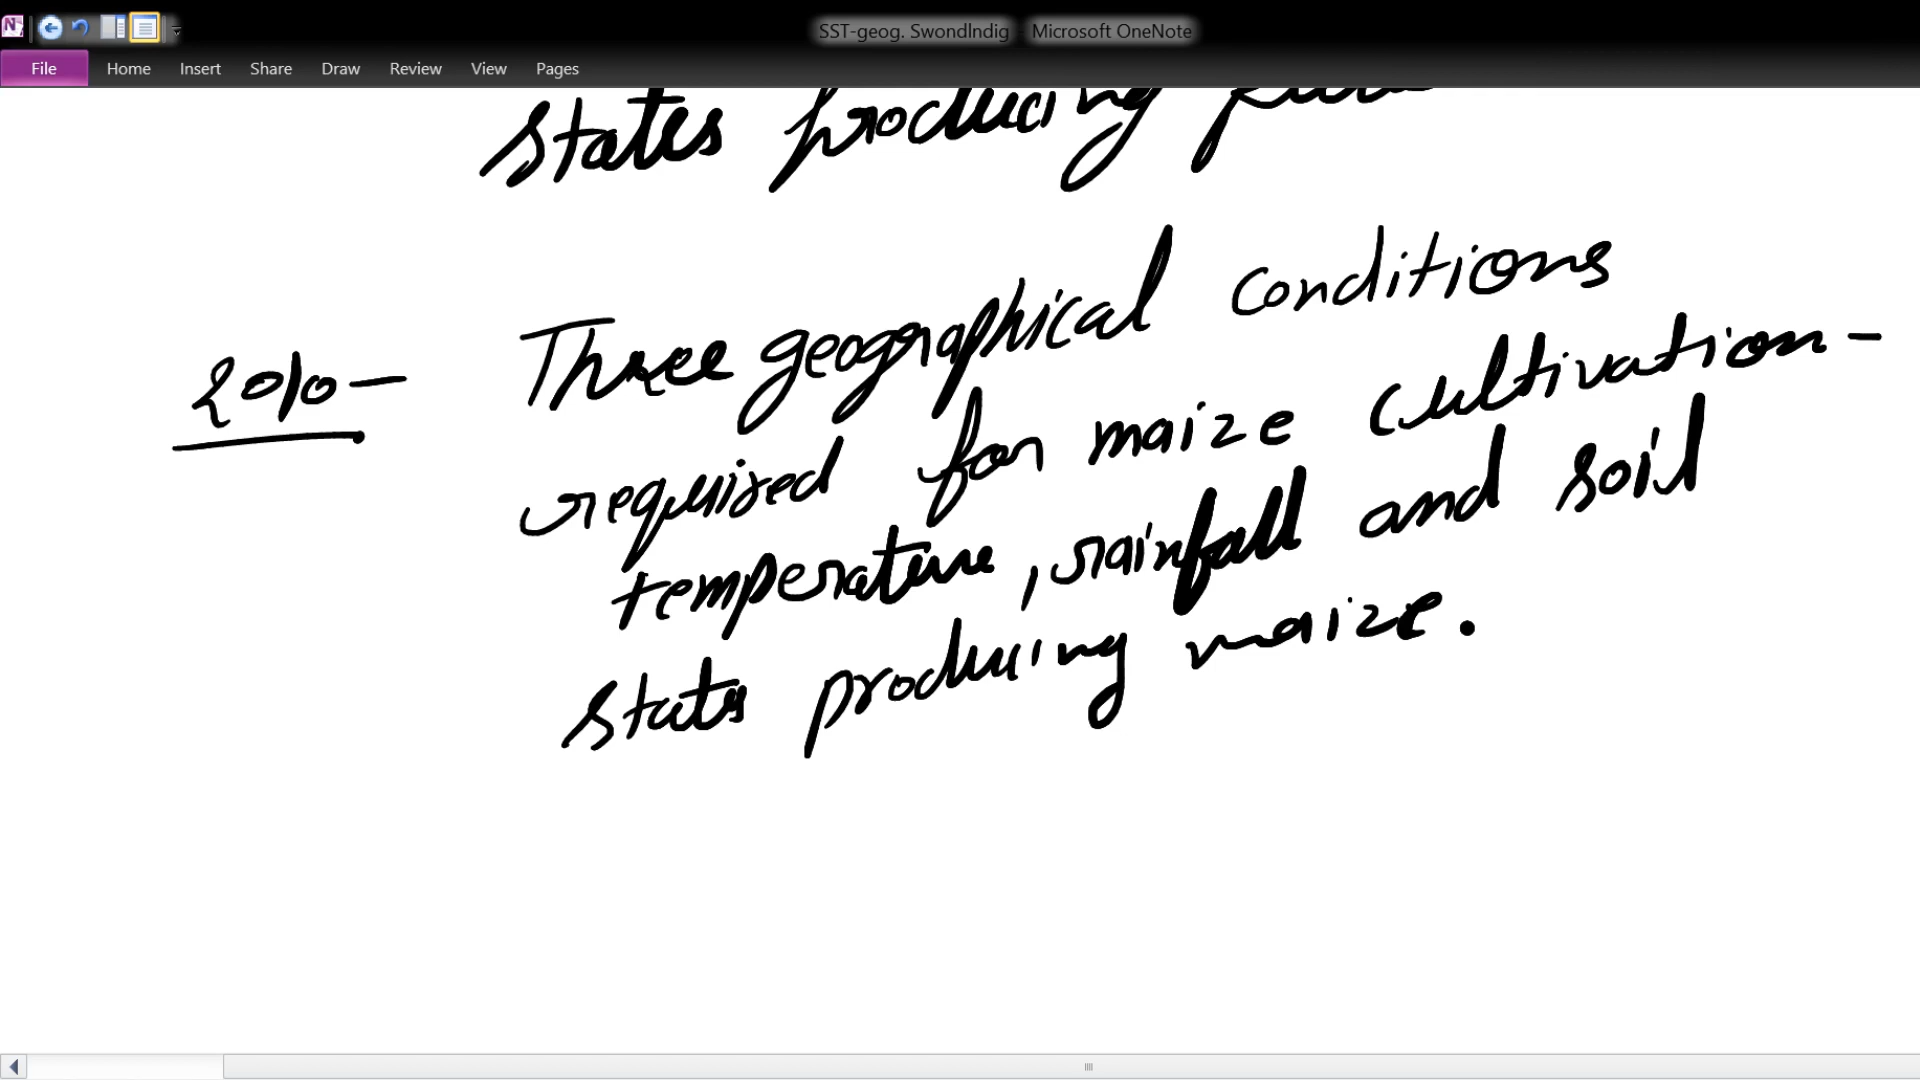 SST-geog. SwondIndig - Microsoft OneNote
File Home Insert Share Draw Review View Pages
states producing
2010 - Three geographical conditions
required for maize cultivation -
temperature, rainfall and soil
states producing maize.